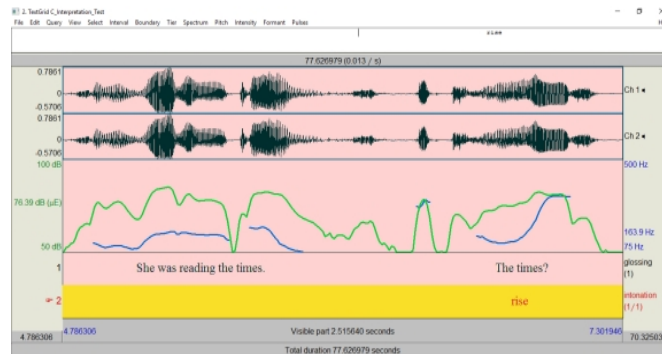 2. TextGrid C_Interpretation_Test
File Edit Query View Select Interval Boundary Tier Spectrum Pitch Intensity Formant Pulses
77.626979 (0.013 / s)
0.7861
0
-0.5706
Ch 1
0.7861
0
-0.5706
Ch 2
100 dB
500 Hz
76.39 dB (µE)
163.9 Hz
50 dB
75 Hz
1
She was reading the times.
The times?
glossing
(1)
2
rise
intonation
(1/1)
4.786306
4.786306
Visible part 2.515640 seconds
7.301946
70.32503
Total duration 77.626979 seconds